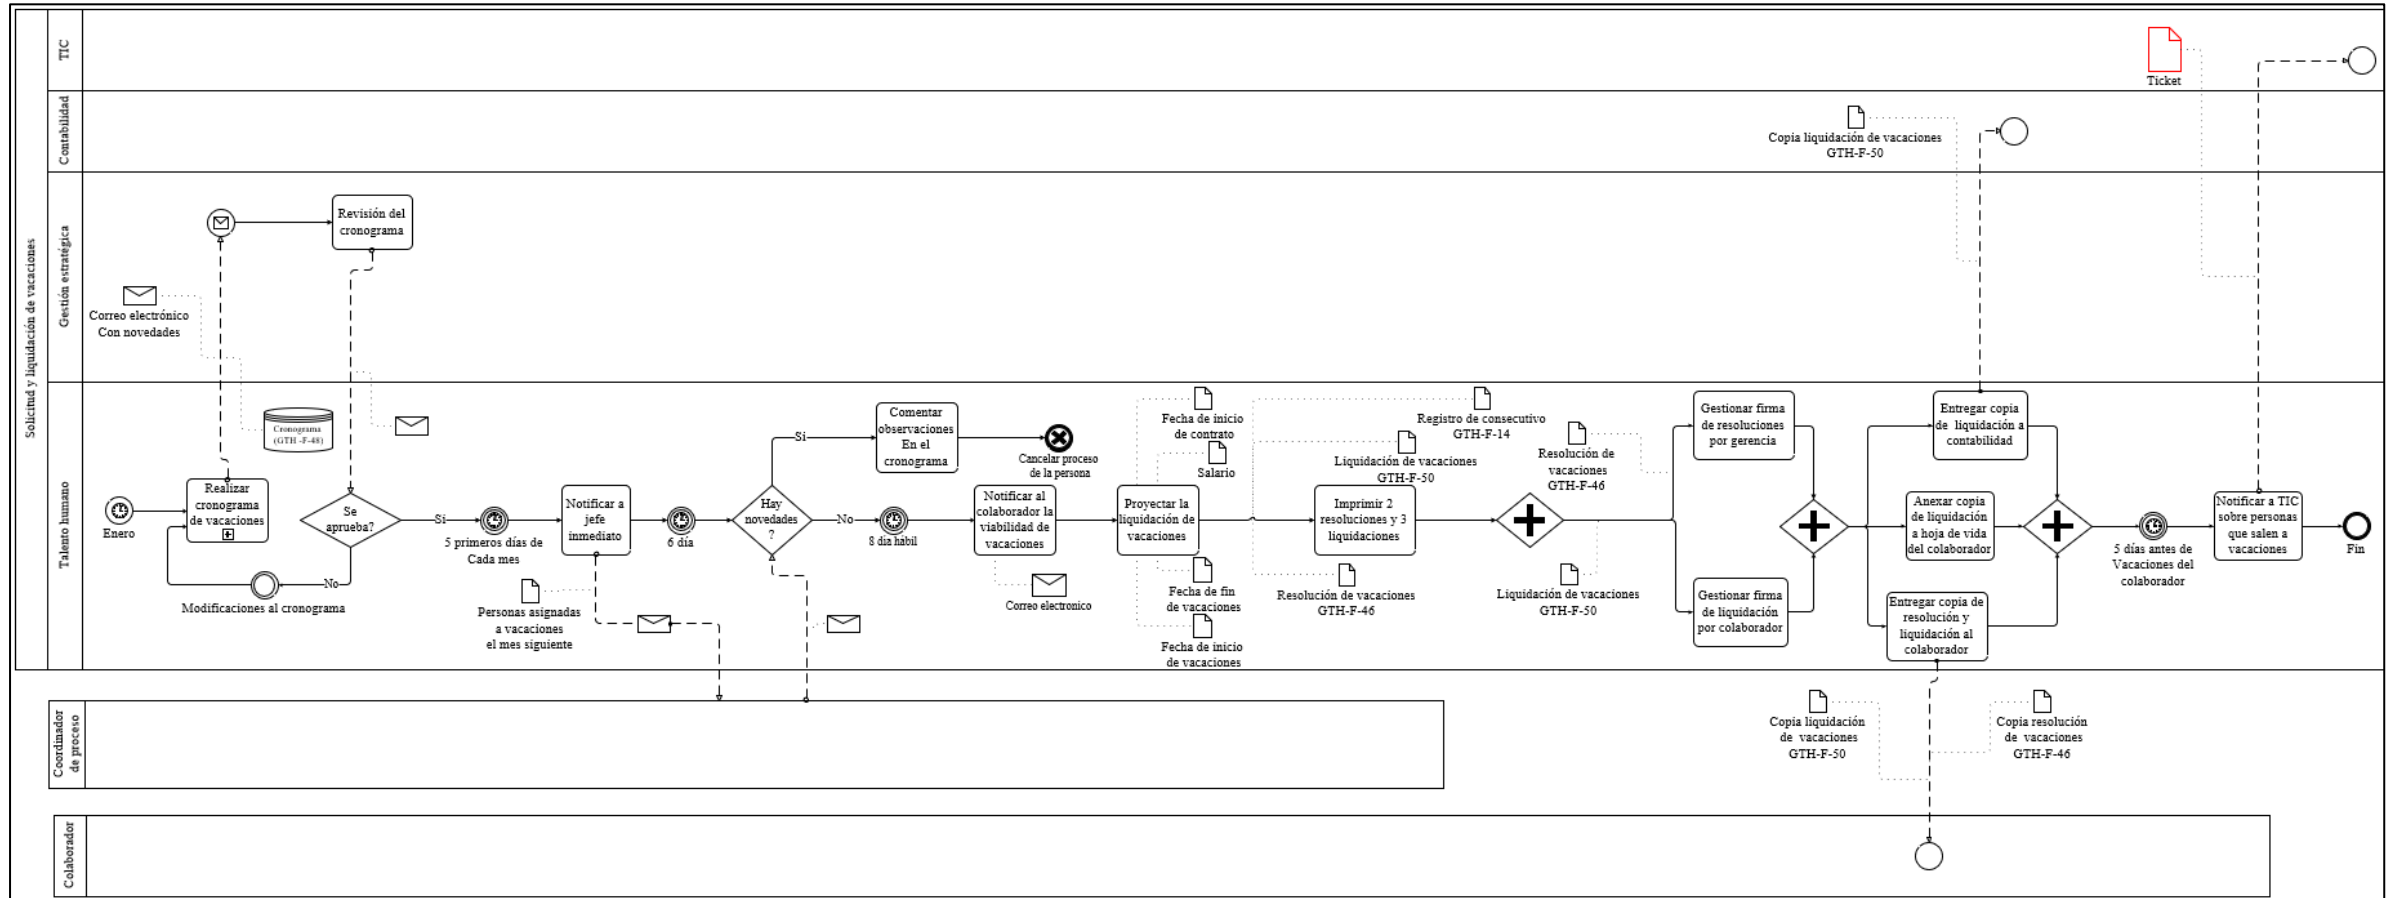 Solicitud y liquidación de vacaciones
TIC
Ticket
Contabilidad
Copia liquidación de vacaciones
GTH-F-50
Gestión estratégica
Revisión del
cronograma
Correo electrónico
Con novedades
Talento humano
Enero
Realizar
cronograma
de vacaciones
Cronograma
(GTH -F-48)
Se
aprueba?
Si
No
Modificaciones al cronograma
5 primeros días de
Cada mes
Notificar a
jefe
inmediato
Personas asignadas
a vacaciones
el mes siguiente
6 día
Hay
novedades
?
Si
Comentar
observaciones
En el
cronograma
Cancelar proceso
de la persona
No
8 dia hábil
Notificar al
colaborador la
viabilidad de
vacaciones
Correo electronico
Proyectar la
liquidación de
vacaciones
Fecha de inicio
de contrato
Salario
Fecha de fin
de vacaciones
Fecha de inicio
de vacaciones
Registro de consecutivo
GTH-F-14
Liquidación de vacaciones
GTH-F-50
Imprimir 2
resoluciones y 3
liquidaciones
Resolución de vacaciones
GTH-F-46
Resolución de
vacaciones
GTH-F-46
Liquidación de vacaciones
GTH-F-50
Gestionar firma
de resoluciones
por gerencia
Gestionar firma
de liquidación
por colaborador
Entregar copia
de liquidación a
contabilidad
Anexar copia
de liquidación
a hoja de vida
del colaborador
Entregar copia de
resolución y
liquidación al
colaborador
5 días antes de
Vacaciones del
colaborador
Notificar a TIC
sobre personas
que salen a
vacaciones
Fin
Coordinador
de proceso
Copia liquidación
de vacaciones
GTH-F-50
Copia resolución
de vacaciones
GTH-F-46
Colaborador